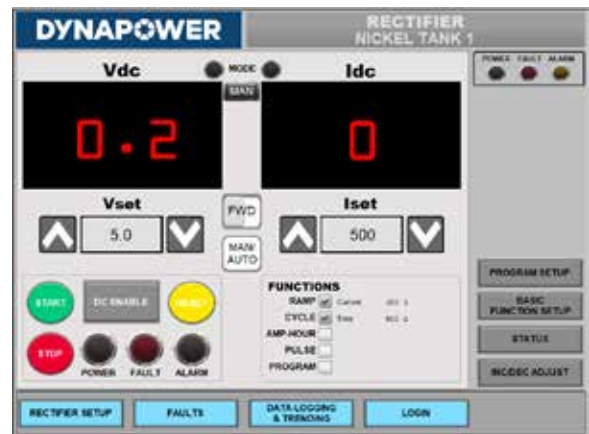 DYNAPOWER
RECTIFIER
NICKEL TANK 1
Vdc
MODE
Idc
POWER FAULT ALARM
MAN
0.2
0
Vset
FWD
Iset
5.0
500
MAN/
AUTO
START
DC ENABLE
RESET
STOP
POWER
FAULT
ALARM
FUNCTIONS
RAMP
CYCLE
AMP-HOUR
PULSE
PROGRAM
PROGRAM SETUP
BASIC
FUNCTION SETUP
STATUS
INC/DEC ADJUST
RECTIFIER SETUP
FAULTS
DATA LOGGING
& TRENDING
LOGIN